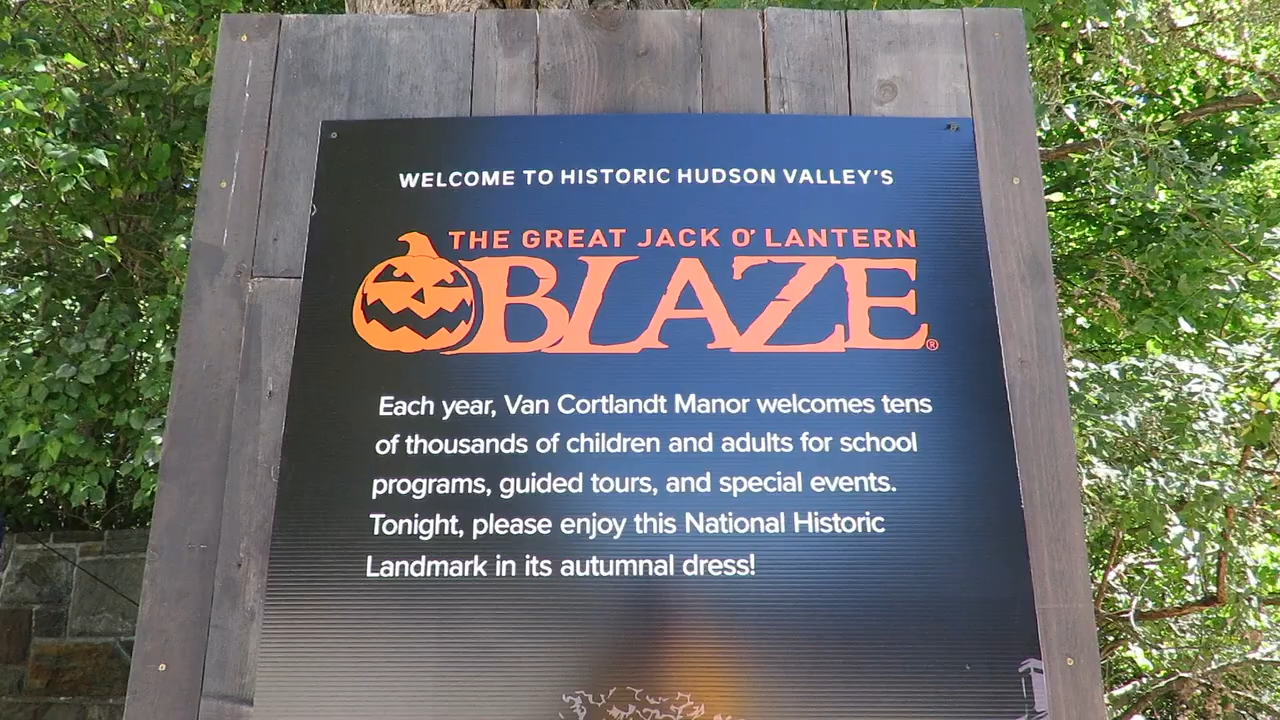 WELCOME TO HISTORIC HUDSON VALLEY'S
THE GREAT JACK O' LANTERN
BLAZE®
Each year, Van Cortlandt Manor welcomes tens
of thousands of children and adults for school
programs, guided tours, and special events.
Tonight, please enjoy this National Historic
Landmark in its autumnal dress!